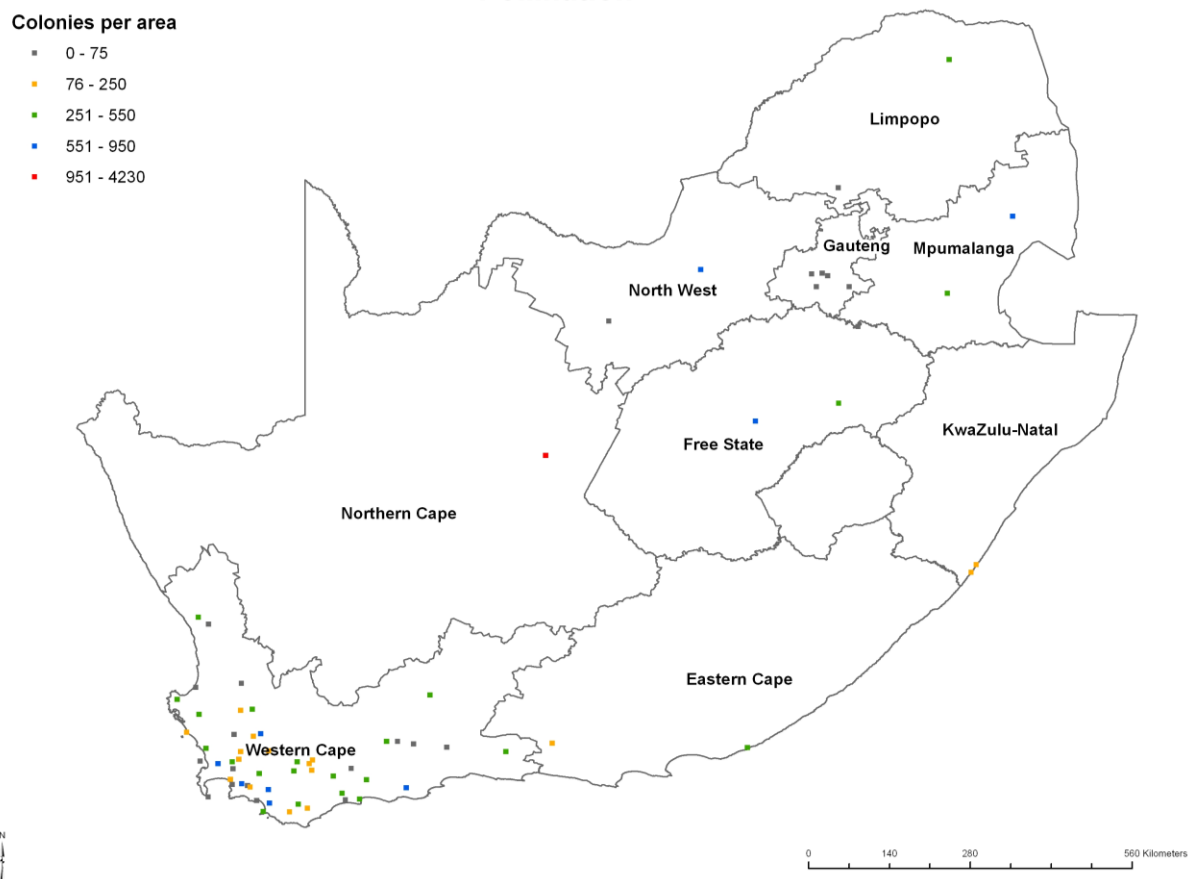 Colonies per area
0 - 75
76 - 250
251 - 550
551 - 950
951 - 4230
Limpopo
Gauteng
Mpumalanga
North West
KwaZulu-Natal
Free State
Northern Cape
Eastern Cape
Western Cape
N
0 140 280 560 Kilometers